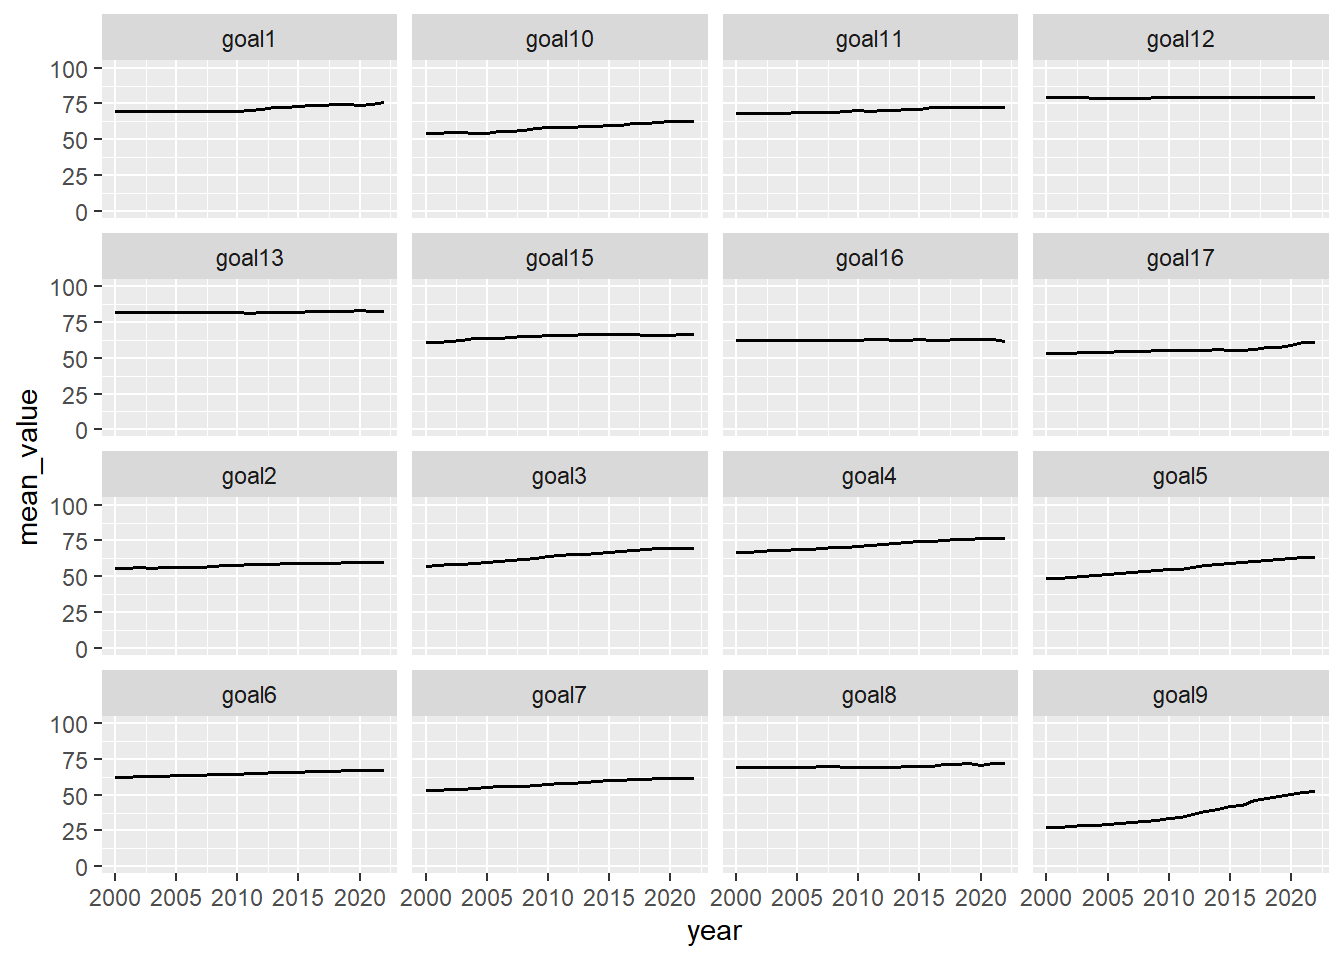 goal1 goal10 goal11 goal12
100
75
50
25
0
goal13 goal15 goal16 goal17
100
75
50
25
0
goal2 goal3 goal4 goal5
100
75
50
25
0
goal6 goal7 goal8 goal9
100
75
50
25
0
2000 2005 2010 2015 2020 2000 2005 2010 2015 2020 2000 2005 2010 2015 2020 2000 2005 2010 2015 2020
year
mean_value